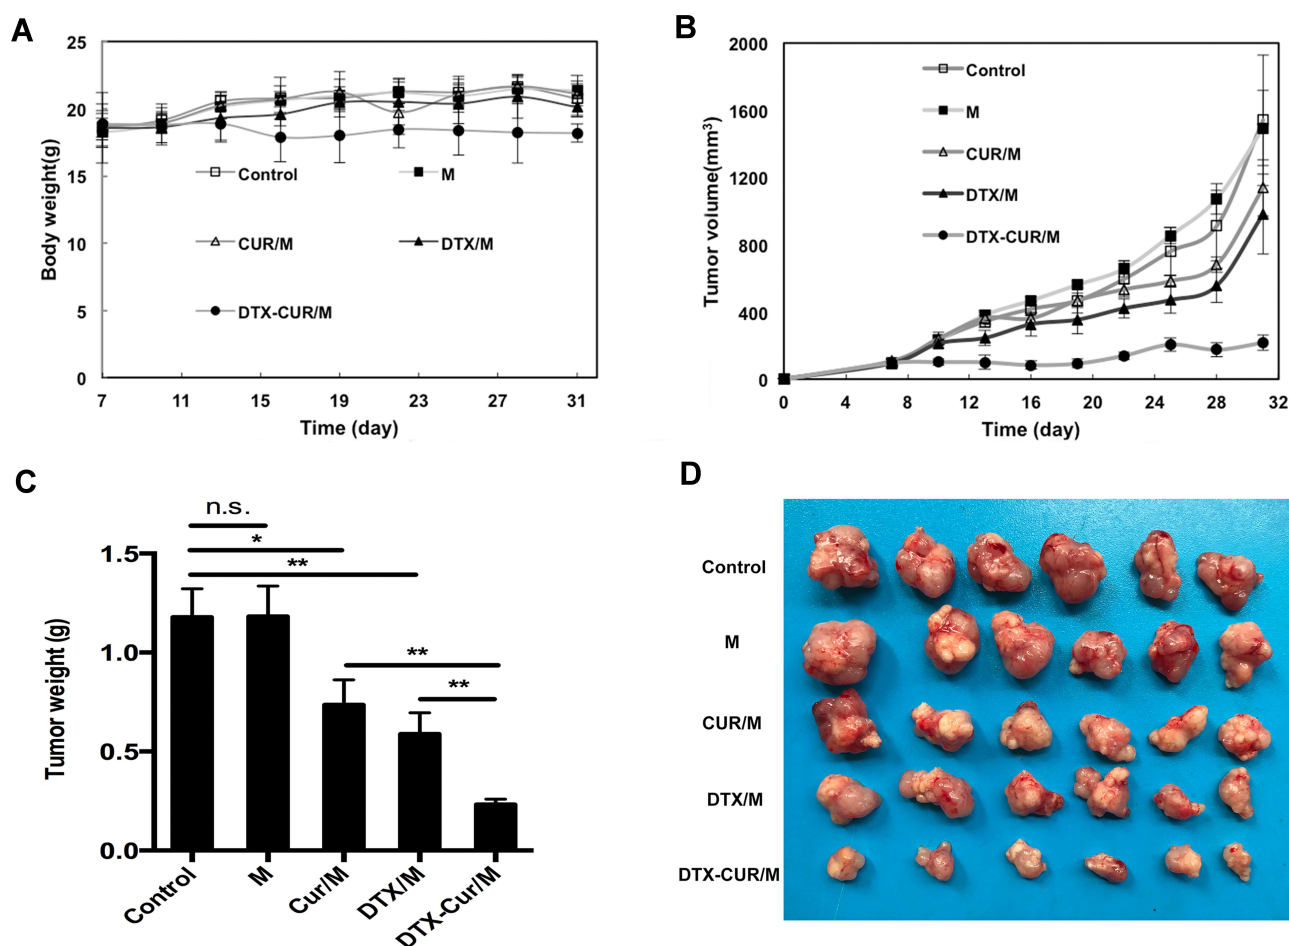 A
25
20
15
10
5
0
Body weight(g)
Control
M
CUR/M
DTX/M
DTX-CUR/M
7
11
15
19
23
27
31
Time (day)
B
2000
1600
1200
800
400
0
Tumor volume(mm³)
Control
M
CUR/M
DTX/M
DTX-CUR/M
0
4
8
12
16
20
24
28
32
Time (day)
C
n.s.
*
**
**
**
1.5
1.0
0.5
0.0
Tumor weight (g)
Control
M
Cur/M
DTX/M
DTX-Cur/M
D
Control
M
CUR/M
DTX/M
DTX-CUR/M